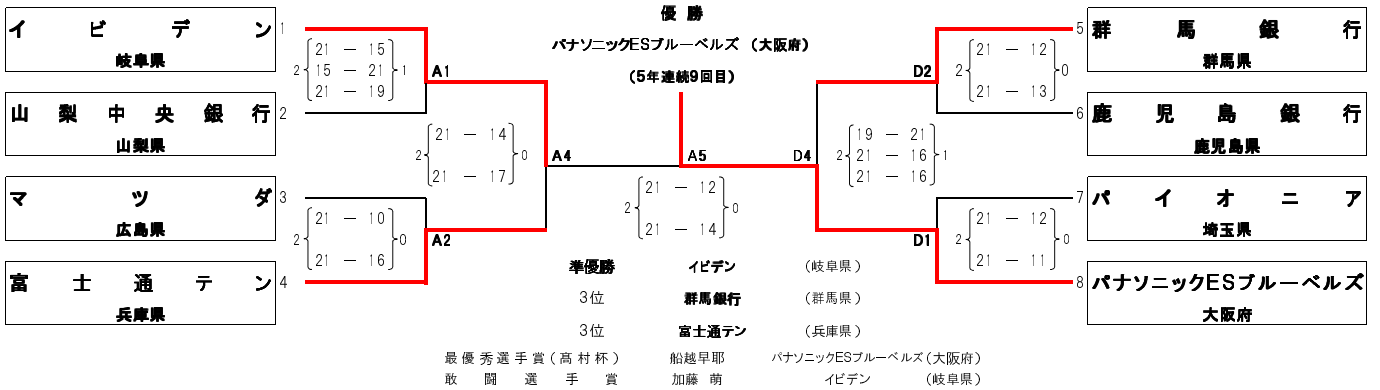 優勝
パナソニックESブルーベルズ (大阪府)
(5年連続9回目)
イビデン 1
岐阜県
山梨中央銀行 2
山梨県
マツダ 3
広島県
富士通テン 4
兵庫県
2 21 － 15 1
15 － 21
21 － 19
A1
2 21 － 10 0
21 － 16
A2
2 21 － 14 0
21 － 17
A4
A5
2 21 － 12 0
21 － 14
D4
2 19 － 21 1
21 － 16
21 － 16
D2
2 21 － 12 0
21 － 13
D1
2 21 － 12 0
21 － 11
5 群馬銀行
群馬県
6 鹿児島銀行
鹿児島県
7 パイオニア
埼玉県
8 パナソニックESブルーベルズ
大阪府
準優勝 イビデン (岐阜県)
3位 群馬銀行 (群馬県)
3位 富士通テン (兵庫県)
最優秀選手賞(髙村杯) 船越早耶 パナソニックESブルーベルズ(大阪府)
敢闘選手賞 加藤 萌 イビデン (岐阜県)